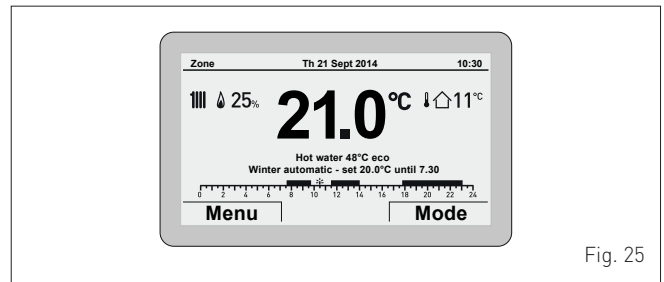 Zone Th 21 Sept 2014 10:30
25% 21.0°C 11°C
Hot water 48°C eco
Winter automatic - set 20.0°C until 7.30
0 2 4 6 8 10 12 14 16 18 20 22 24
Menu Mode
Fig. 25